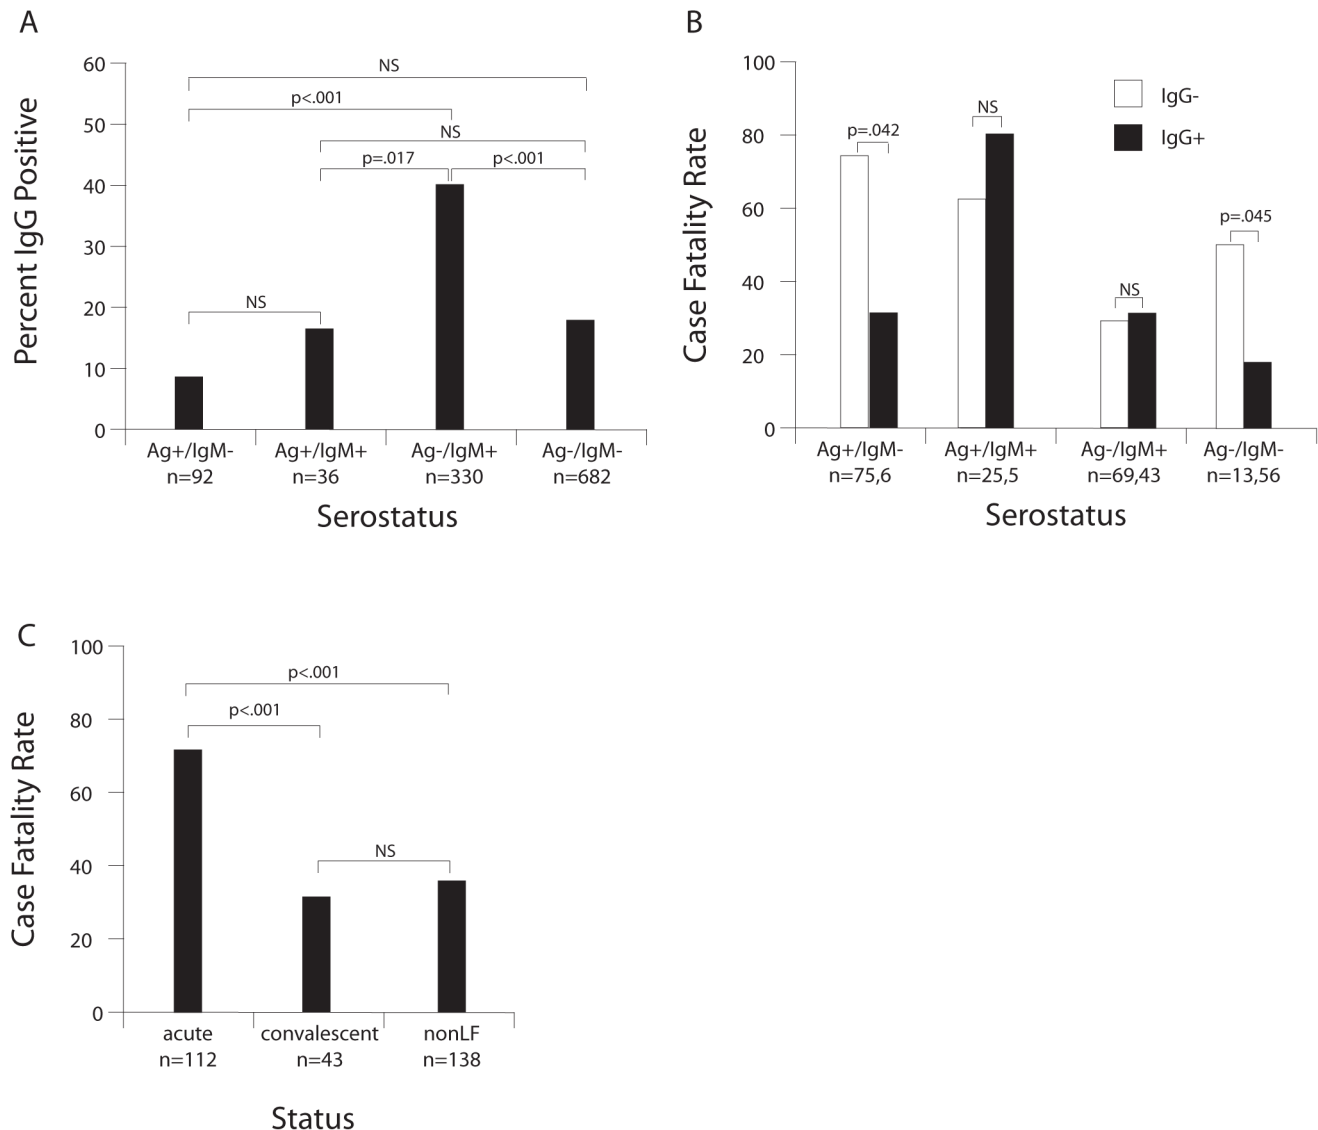 A
Percent IgG Positive
60
50
40
30
20
10
0
NS
p<.001
NS
p=.017
p<.001
NS
Ag+/IgM-
n=92
Ag+/IgM+
n=36
Ag-/IgM+
n=330
Ag-/IgM-
n=682
Serostatus
B
Case Fatality Rate
100
80
60
40
20
0
IgG-
IgG+
p=.042
NS
NS
p=.045
Ag+/IgM-
n=75,6
Ag+/IgM+
n=25,5
Ag-/IgM+
n=69,43
Ag-/IgM-
n=13,56
Serostatus
C
Case Fatality Rate
100
80
60
40
20
0
p<.001
p<.001
NS
acute
n=112
convalescent
n=43
nonLF
n=138
Status